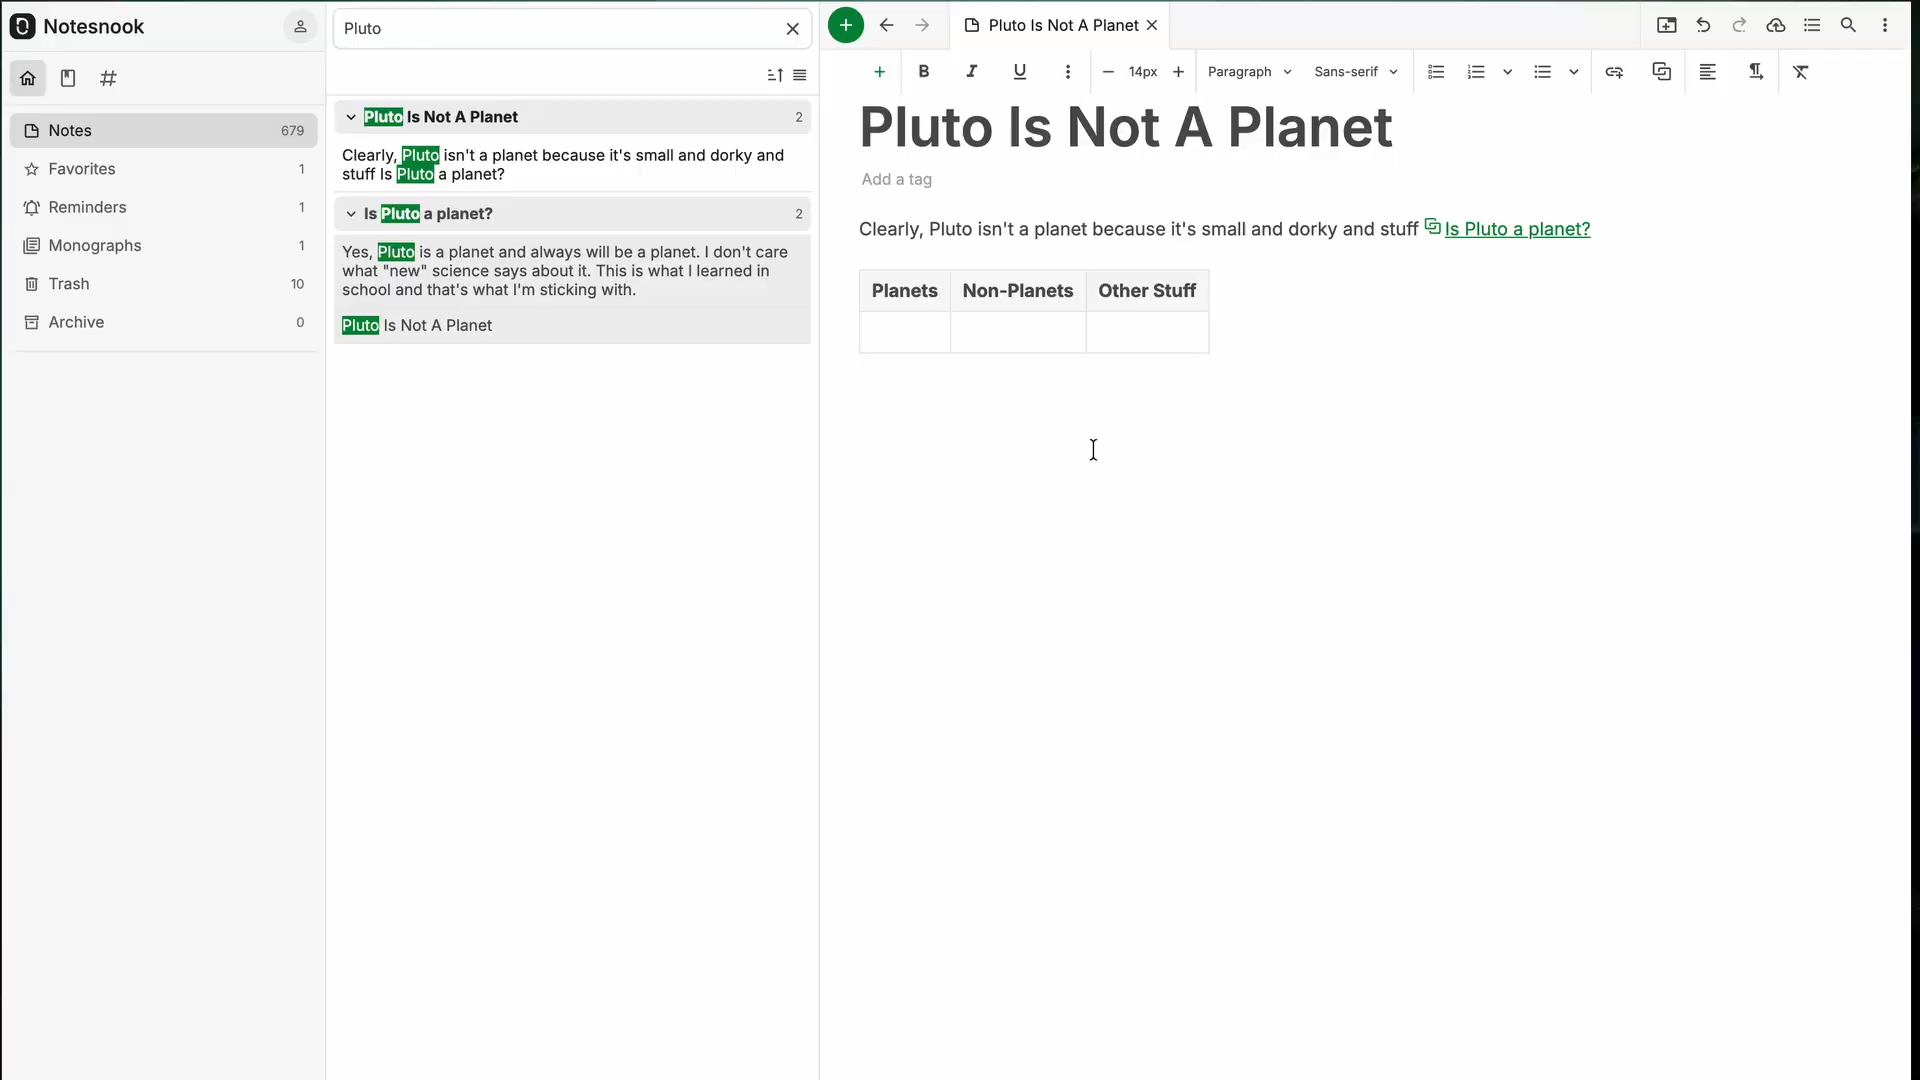 Notesnook
Notes 679
Favorites 1
Reminders 1
Monographs 1
Trash 10
Archive 0
Pluto
Pluto Is Not A Planet 2
Clearly, Pluto isn't a planet because it's small and dorky and
stuff Is Pluto a planet?
Is Pluto a planet? 2
Yes, Pluto is a planet and always will be a planet. I don't care
what "new" science says about it. This is what I learned in
school and that's what I'm sticking with.
Pluto Is Not A Planet
Pluto Is Not A Planet
B I U 14px Paragraph Sans-serif
Pluto Is Not A Planet
Add a tag
Clearly, Pluto isn't a planet because it's small and dorky and stuff Is Pluto a planet?
Planets Non-Planets Other Stuff